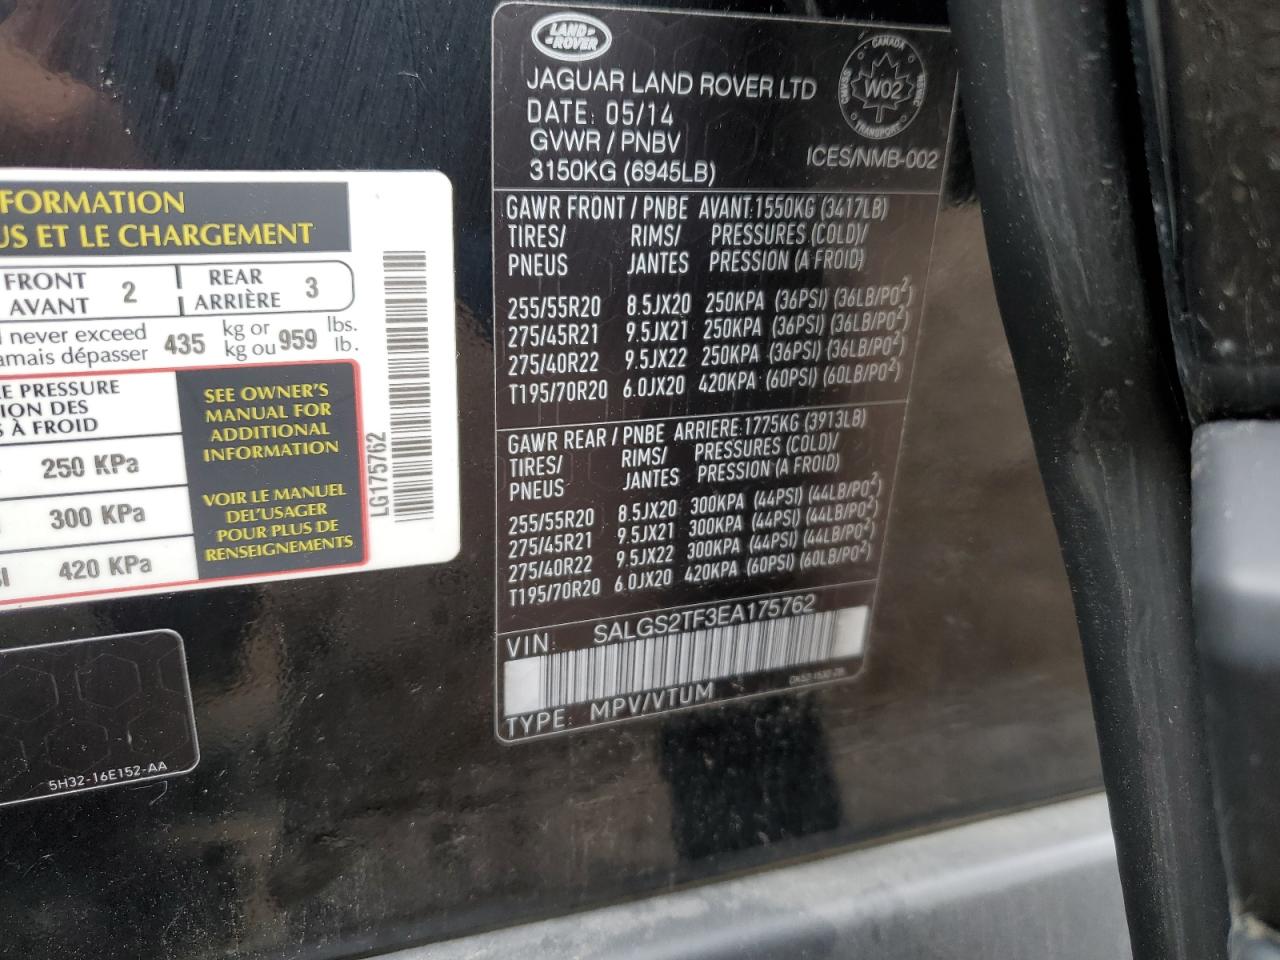 LAND-
ROVER
JAGUAR LAND ROVER LTD
DATE: 05/14
GVWR / PNBV
3150KG (6945LB)
CANADA
W02
TRANSPORT
ICES/NMB-002
GAWR FRONT / PNBE AVANT:1550KG (3417LB)
TIRES/ RIMS/ PRESSURES (COLD)/
PNEUS JANTES PRESSION (A FROID)
255/55R20 8.5JX20 250KPA (36PSI) (36LB/PO²)
275/45R21 9.5JX21 250KPA (36PSI) (36LB/PO²)
275/40R22 9.5JX22 250KPA (36PSI) (36LB/PO²)
T195/70R20 6.0JX20 420KPA (60PSI) (60LB/PO²)
GAWR REAR / PNBE ARRIERE:1775KG (3913LB)
TIRES/ RIMS/ PRESSURES (COLD)/
PNEUS JANTES PRESSION (A FROID)
255/55R20 8.5JX20 300KPA (44PSI) (44LB/PO²)
275/45R21 9.5JX21 300KPA (44PSI) (44LB/PO²)
275/40R22 9.5JX22 300KPA (44PSI) (44LB/PO²)
T195/70R20 6.0JX20 420KPA (60PSI) (60LB/PO²)
VIN: SALGS2TF3EA175762
TYPE: MPV/VTUM
FORMATION
US ET LE CHARGEMENT
FRONT 2 REAR 3
AVANT ARRIÈRE
never exceed 435 kg or 959 lbs.
amais dépasser kg ou lb.
E PRESSURE
ION DES
À FROID
250 KPa
300 KPa
420 KPa
SEE OWNER'S
MANUAL FOR
ADDITIONAL
INFORMATION
VOIR LE MANUEL
DEL'USAGER
POUR PLUS DE
RENSEIGNEMENTS
LG175762
5H32-16E152-AA